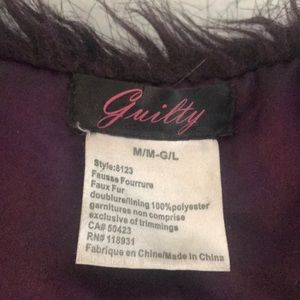 Guilty
M/M-G/L
Style:8123
Fausse Fourrure
Faux Fur
doublure/lining 100%polyester
garnitures non comprise
exclusive of trimmings
CA# 50423
RN# 118931
Fabrique en China/Made in China